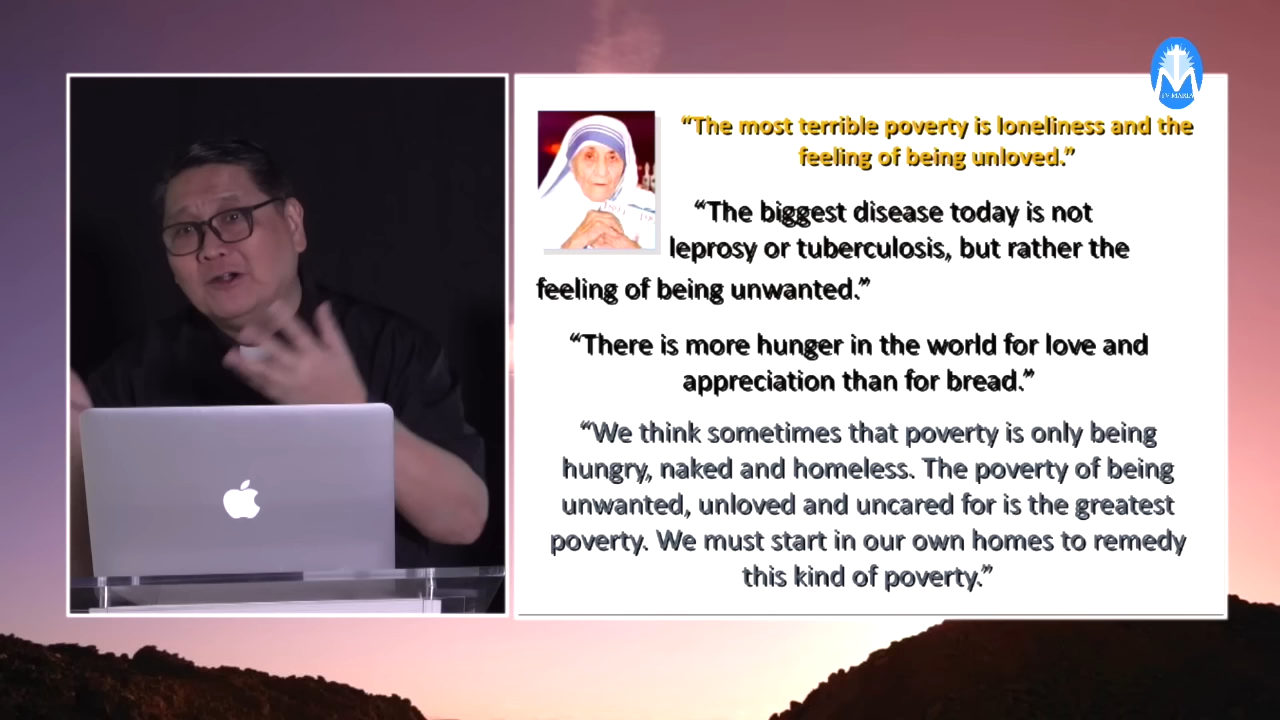 TV MARIA
“The most terrible poverty is loneliness and the
feeling of being unloved.”
“The biggest disease today is not
leprosy or tuberculosis, but rather the
feeling of being unwanted.”
“There is more hunger in the world for love and
appreciation than for bread.”
“We think sometimes that poverty is only being
hungry, naked and homeless. The poverty of being
unwanted, unloved and uncared for is the greatest
poverty. We must start in our own homes to remedy
this kind of poverty.”